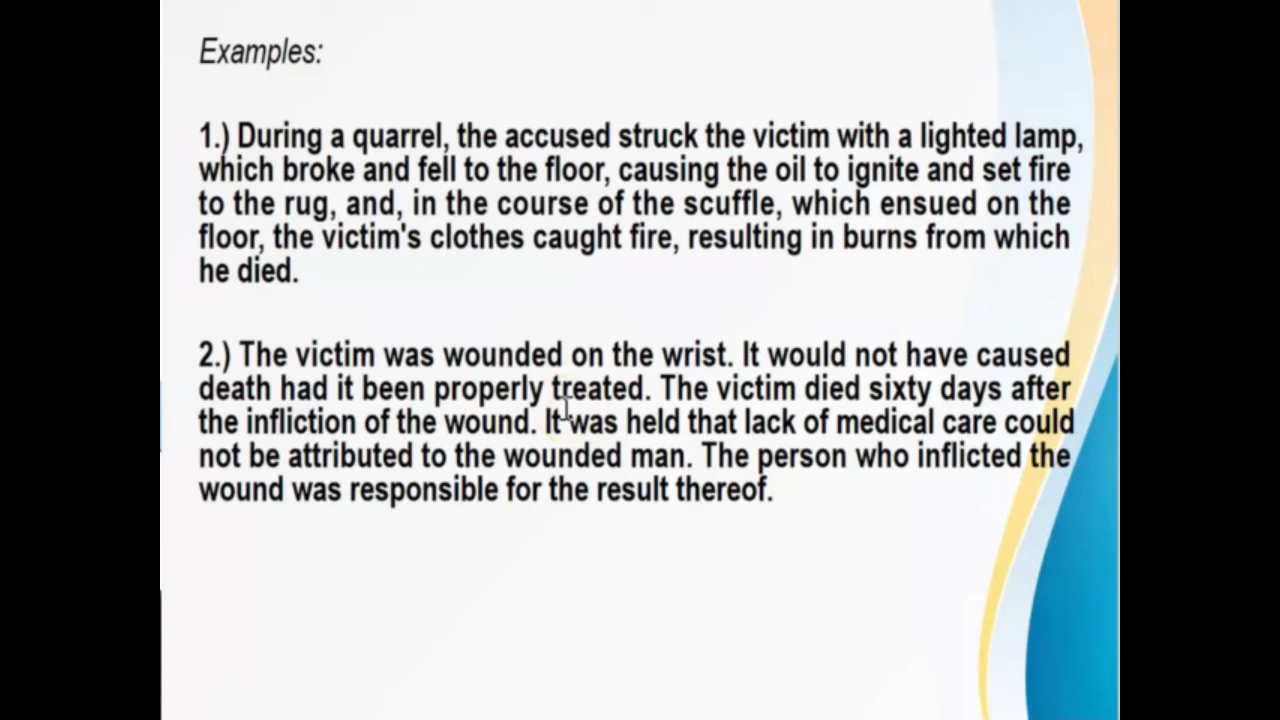 Examples:
1.) During a quarrel, the accused struck the victim with a lighted lamp,
which broke and fell to the floor, causing the oil to ignite and set fire
to the rug, and, in the course of the scuffle, which ensued on the
floor, the victim's clothes caught fire, resulting in burns from which
he died.
2.) The victim was wounded on the wrist. It would not have caused
death had it been properly treated. The victim died sixty days after
the infliction of the wound. It was held that lack of medical care could
not be attributed to the wounded man. The person who inflicted the
wound was responsible for the result thereof.